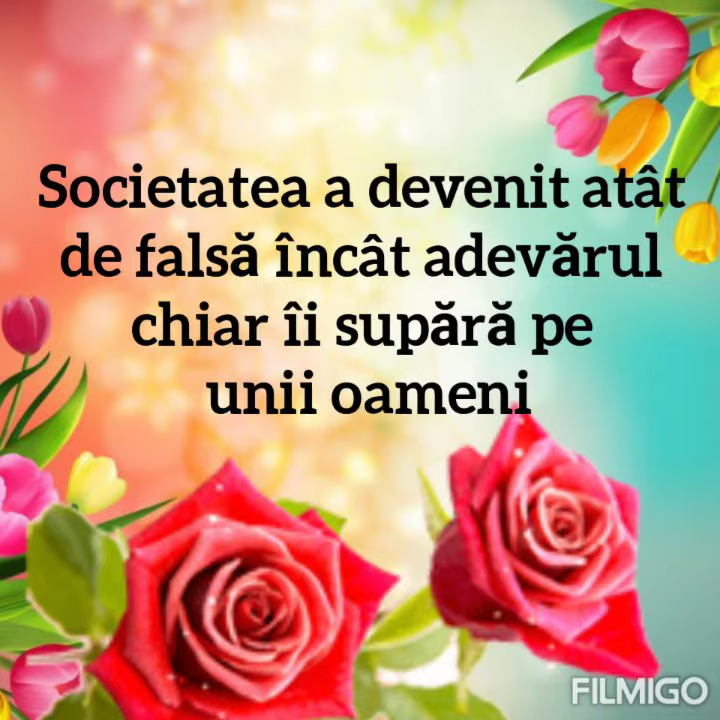 Societatea a devenit atât
de falsă încât adevărul
chiar îi supără pe
unii oameni
FILMIGO